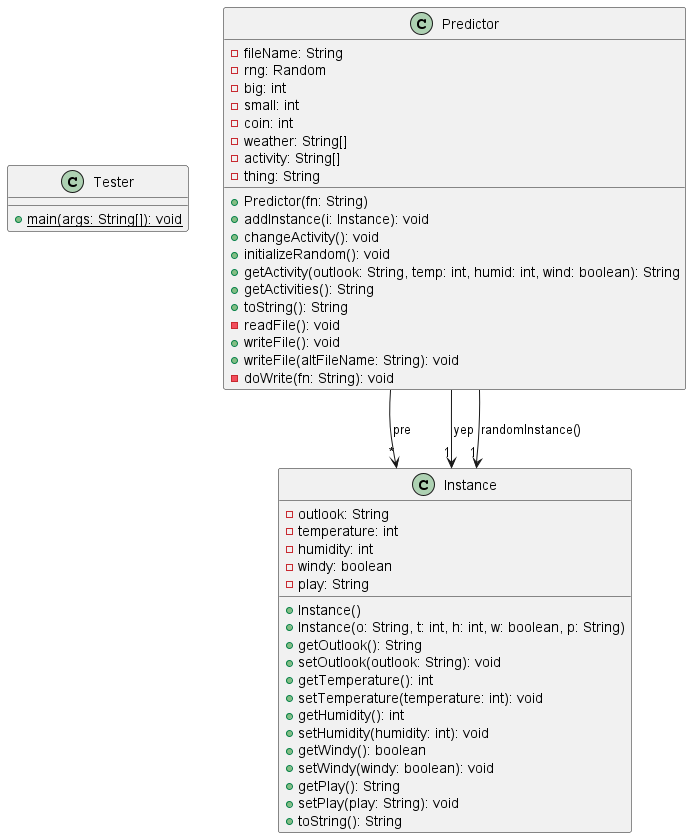 C Predictor
fileName: String
rng: Random
big: int
small: int
coin: int
weather: String[]
activity: String[]
thing: String
Predictor(fn: String)
addInstance(i: Instance): void
changeActivity(): void
initializeRandom(): void
getActivity(outlook: String, temp: int, humid: int, wind: boolean): String
getActivities(): String
toString(): String
readFile(): void
writeFile(): void
writeFile(altFileName: String): void
doWrite(fn: String): void
C Tester
main(args: String[]): void
pre
yep
randomInstance()
*
1
1
C Instance
outlook: String
temperature: int
humidity: int
windy: boolean
play: String
Instance()
Instance(o: String, t: int, h: int, w: boolean, p: String)
getOutlook(): String
setOutlook(outlook: String): void
getTemperature(): int
setTemperature(temperature: int): void
getHumidity(): int
setHumidity(humidity: int): void
getWindy(): boolean
setWindy(windy: boolean): void
getPlay(): String
setPlay(play: String): void
toString(): String